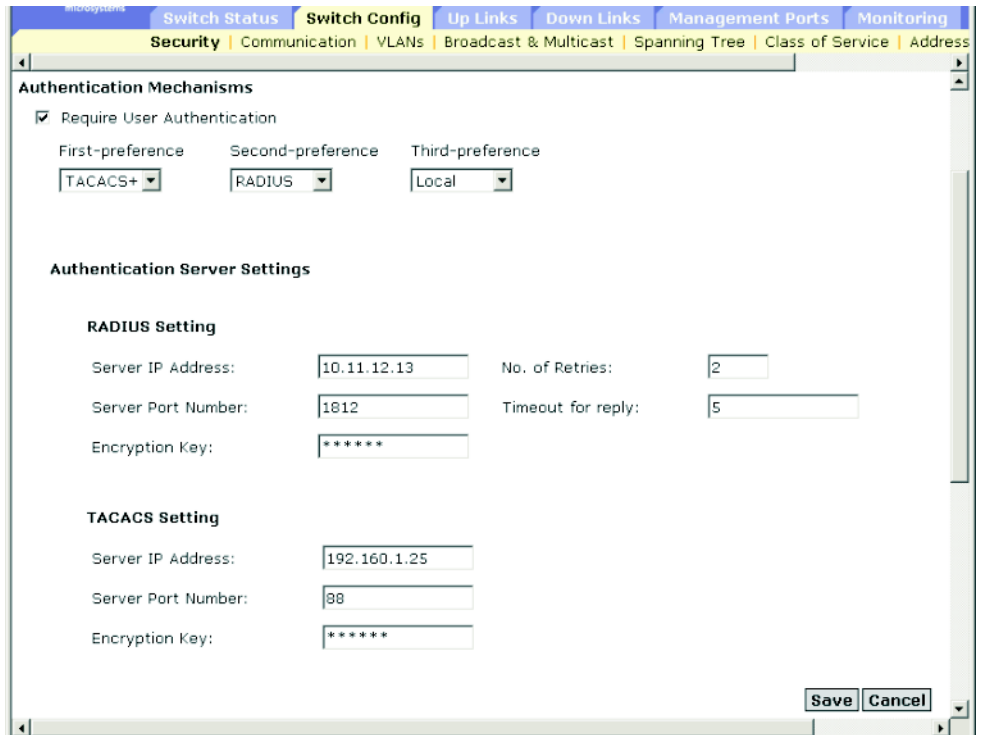 microsystems
Switch Status Switch Config Up Links Down Links Management Ports Monitoring
Security | Communication | VLANs | Broadcast & Multicast | Spanning Tree | Class of Service | Address
Authentication Mechanisms
Require User Authentication
First-preference Second-preference Third-preference
TACACS+ RADIUS Local
Authentication Server Settings
RADIUS Setting
Server IP Address: 10.11.12.13 No. of Retries: 2
Server Port Number: 1812 Timeout for reply: 5
Encryption Key: ******
TACACS Setting
Server IP Address: 192.160.1.25
Server Port Number: 88
Encryption Key: ******
Save Cancel